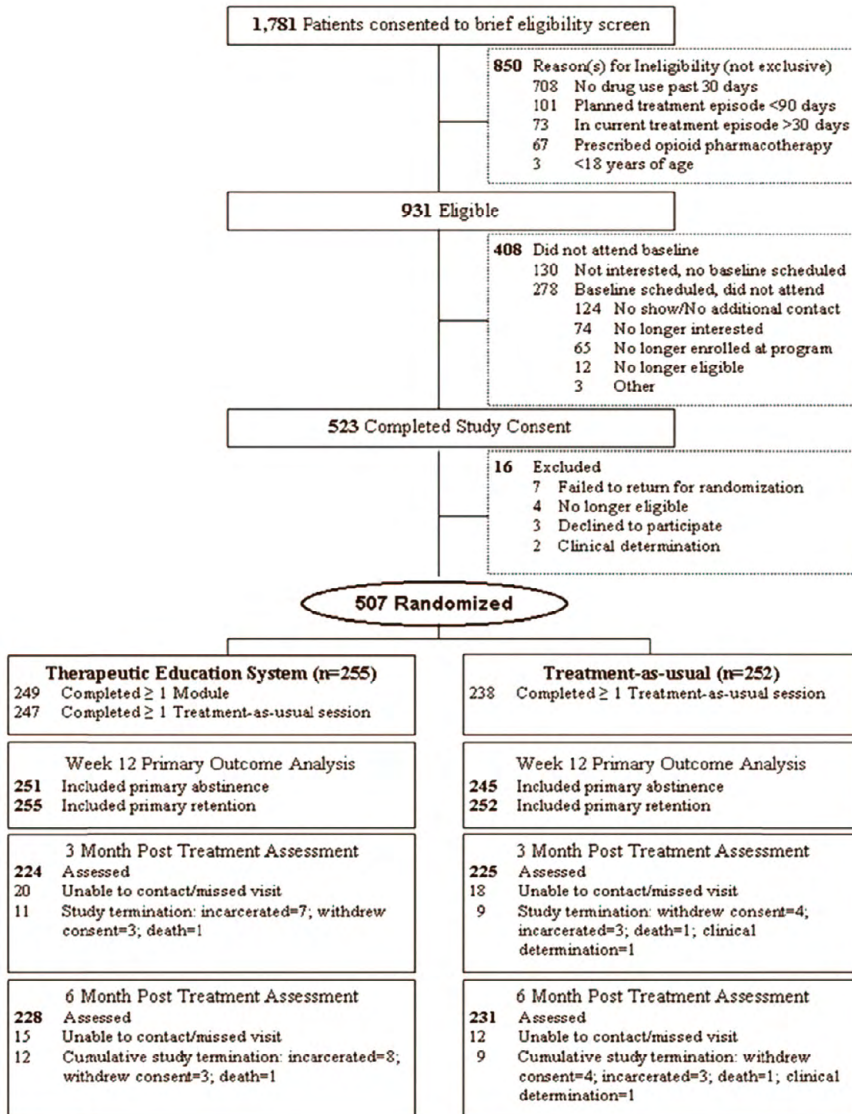 1,781 Patients consented to brief eligibility screen
850 Reason(s) for Ineligibility (not exclusive)
708 No drug use past 30 days
101 Planned treatment episode <90 days
73 In current treatment episode >30 days
67 Prescribed opioid pharmacotherapy
3 <18 years of age
931 Eligible
408 Did not attend baseline
130 Not interested, no baseline scheduled
278 Baseline scheduled, did not attend
124 No show/No additional contact
74 No longer interested
65 No longer enrolled at program
12 No longer eligible
3 Other
523 Completed Study Consent
16 Excluded
7 Failed to return for randomization
4 No longer eligible
3 Declined to participate
2 Clinical determination
507 Randomized
Therapeutic Education System (n=255)
249 Completed ≥ 1 Module
247 Completed ≥ 1 Treatment-as-usual session
Treatment-as-usual (n=252)
238 Completed ≥ 1 Treatment-as-usual session
Week 12 Primary Outcome Analysis
251 Included primary abstinence
255 Included primary retention
Week 12 Primary Outcome Analysis
245 Included primary abstinence
252 Included primary retention
3 Month Post Treatment Assessment
224 Assessed
20 Unable to contact/missed visit
11 Study termination: incarcerated=7; withdrew
consent=3; death=1
3 Month Post Treatment Assessment
225 Assessed
18 Unable to contact/missed visit
9 Study termination: withdrew consent=4;
incarcerated=3; death=1; clinical
determination=1
6 Month Post Treatment Assessment
228 Assessed
15 Unable to contact/missed visit
12 Cumulative study termination: incarcerated=8;
withdrew consent=3; death=1
6 Month Post Treatment Assessment
231 Assessed
12 Unable to contact/missed visit
9 Cumulative study termination: withdrew
consent=4; incarcerated=3; death=1; clinical
determination=1